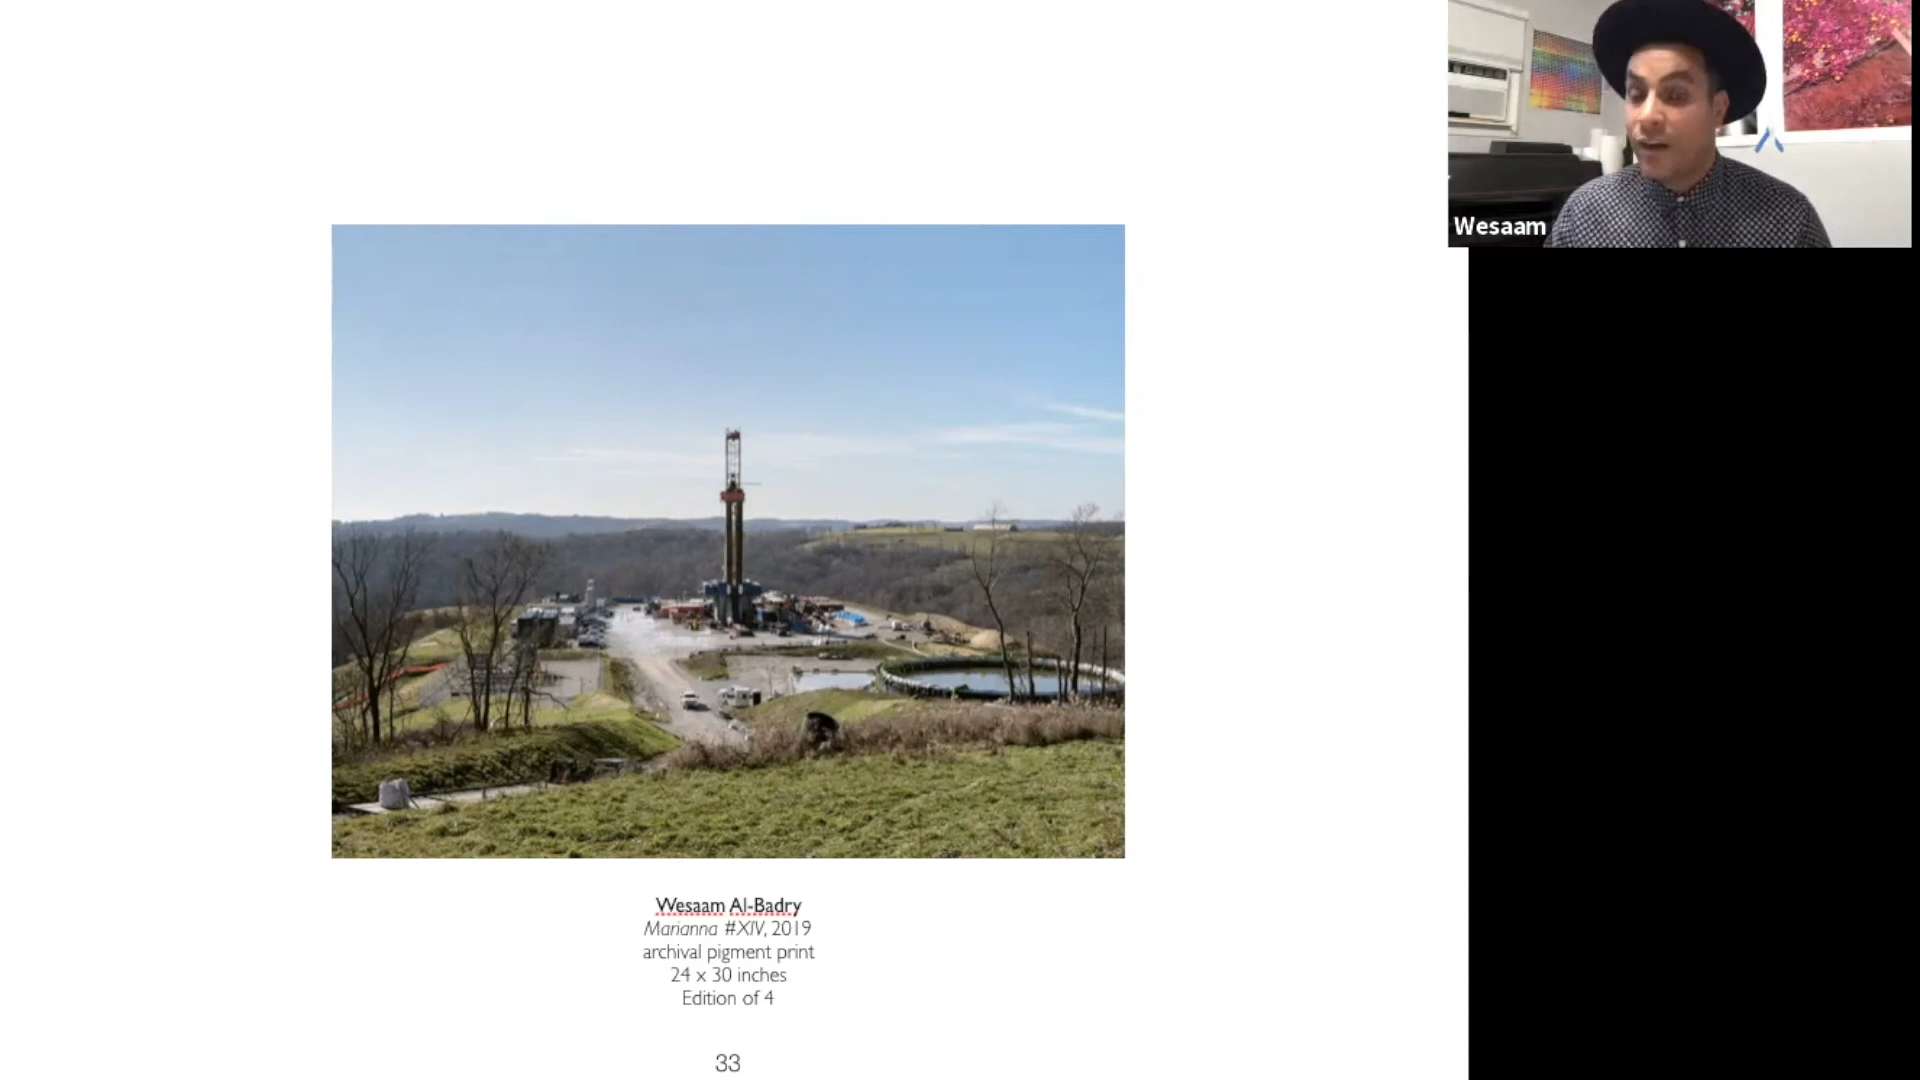 Wesaam
Wesaam Al-Badry
Marianna #XIV, 2019
archival pigment print
24 x 30 inches
Edition of 4
33